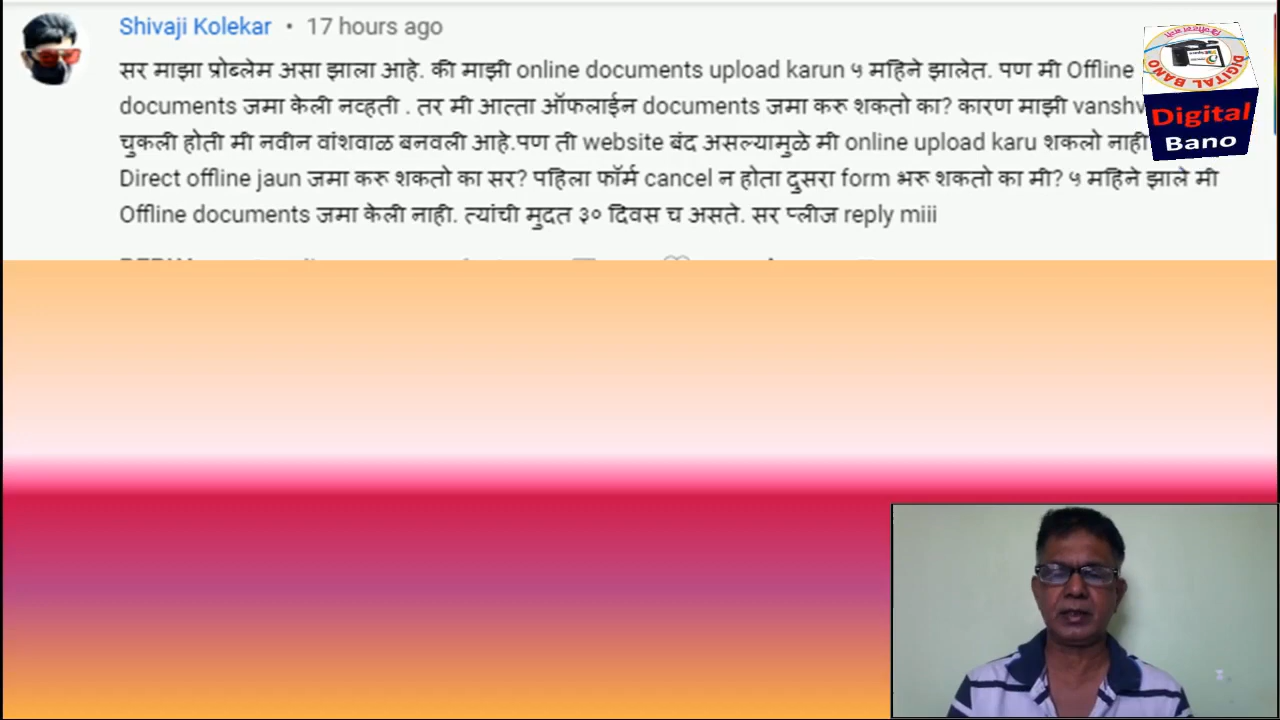 Shivaji Kolekar • 17 hours ago
सर माझा प्रोब्लेम असा झाला आहे. की माझी online documents upload karun ५ महिने झालेत. पण मी Offline
documents जमा केली नव्हती . तर मी आत्ता ऑफलाईन documents जमा करू शकतो का? कारण माझी
चुकली होती मी नवीन वांशवाळ बनवली आहे.पण ती website बंद असल्यामुळे मी online upload karu शकलो नाही
Direct offline jaun जमा करू शकतो का सर? पहिला फॉर्म cancel न होता दुसरा form भरू शकतो का मी? ५ महिने झाले मी
Offline documents जमा केली नाही. त्यांची मुदत ३० दिवस च असते. सर प्लीज reply miii
DIGITAL BANO
Digital
Bano